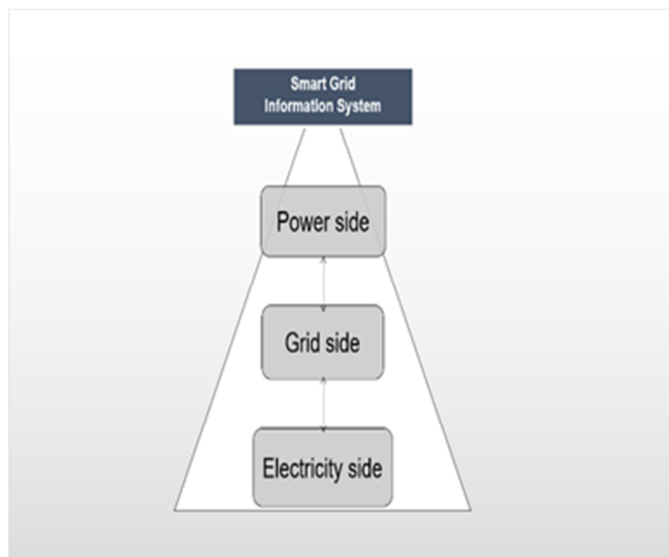 Smart Grid
Information System
Power side
Grid side
Electricity side